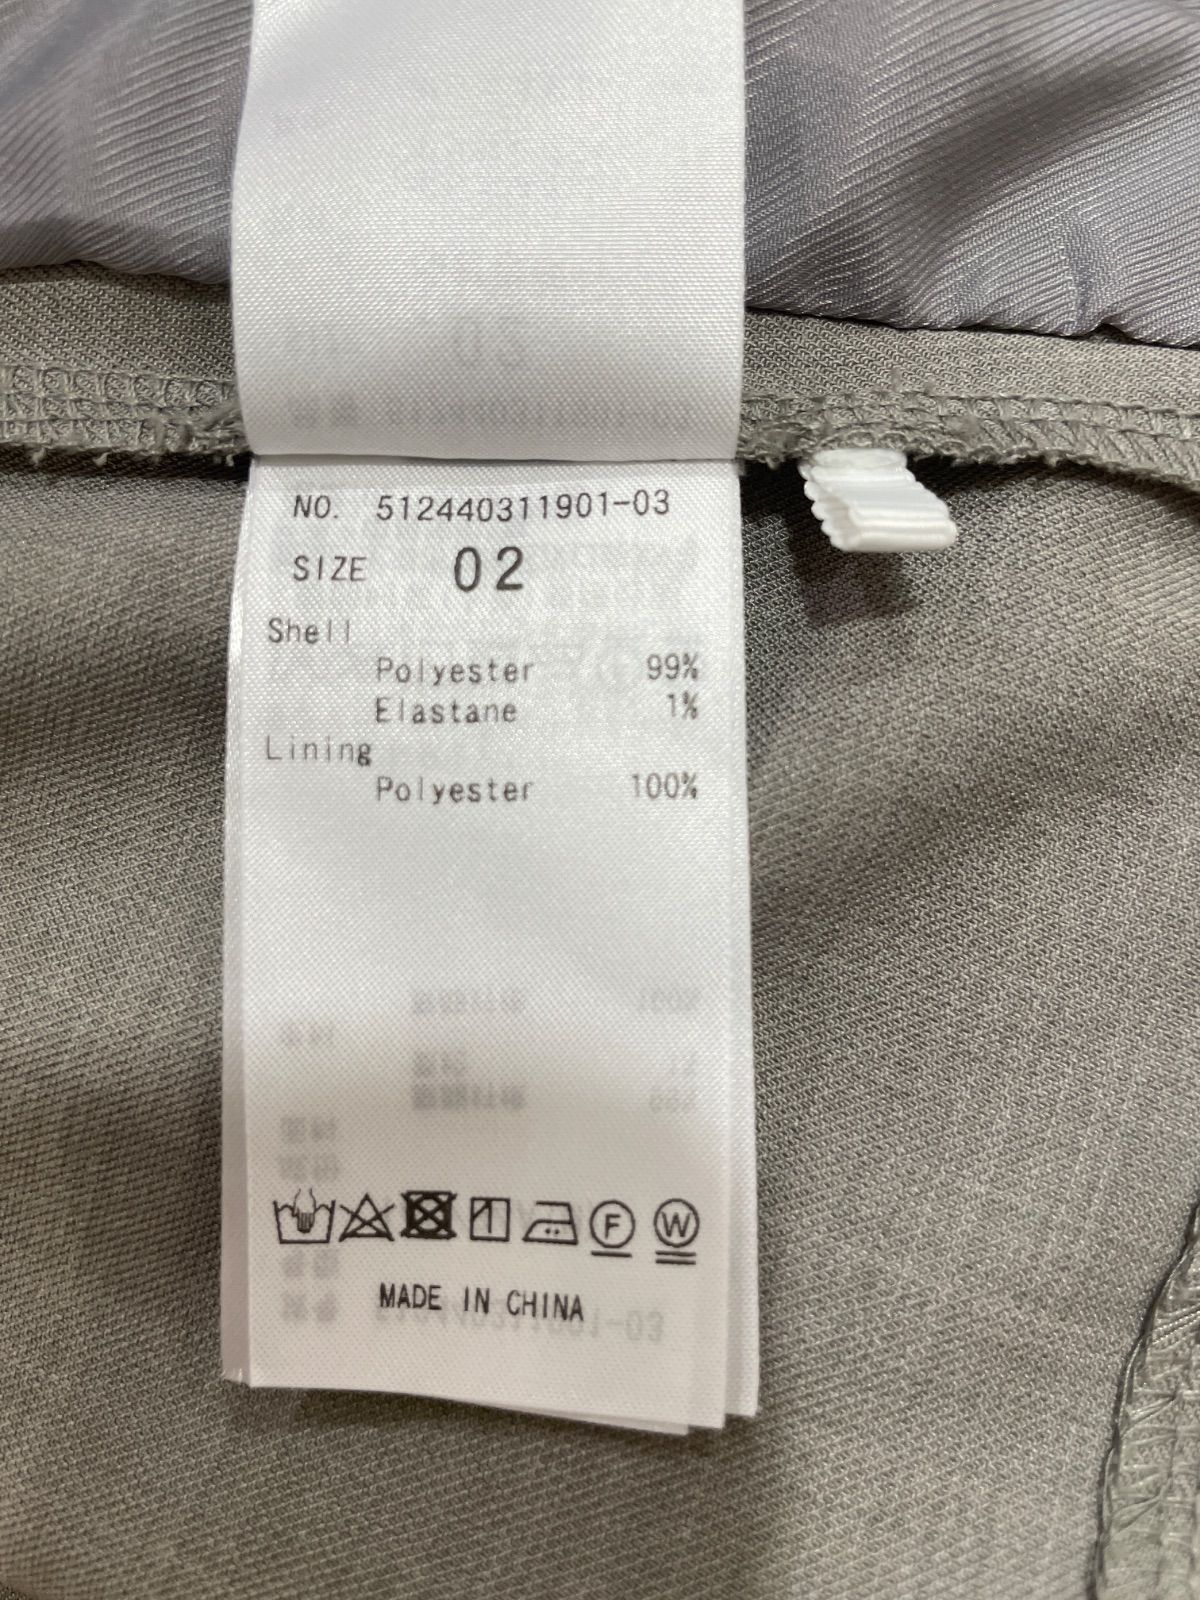 NO. 512440311901-03
SIZE 02
Shell
Polyester 99%
Elastane 1%
Lining
Polyester 100%
F W
MADE IN CHINA